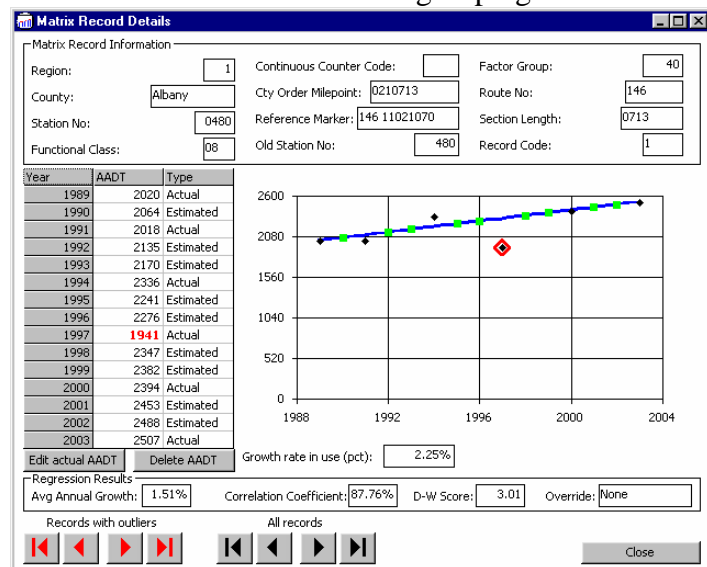 Matrix Record Details
Matrix Record Information
Region: 1 Continuous Counter Code: Factor Group: 40
County: Albany Cty Order Milepoint: 0210713 Route No: 146
Station No: 0480 Reference Marker: 146 11021070 Section Length: 0713
Functional Class: 08 Old Station No: 480 Record Code: 1
Year AADT Type
1989 2020 Actual
1990 2064 Estimated
1991 2018 Actual
1992 2135 Estimated
1993 2170 Estimated
1994 2336 Actual
1995 2241 Estimated
1996 2276 Estimated
1997 1941 Actual
1998 2347 Estimated
1999 2382 Estimated
2000 2394 Actual
2001 2453 Estimated
2002 2488 Estimated
2003 2507 Actual
2600
2080
1560
1040
520
0
1988 1992 1996 2000 2004
Edit actual AADT Delete AADT Growth rate in use (pct): 2.25%
Regression Results
Avg Annual Growth: 1.51% Correlation Coefficient: 87.76% D-W Score: 3.01 Override: None
Records with outliers All records
Close